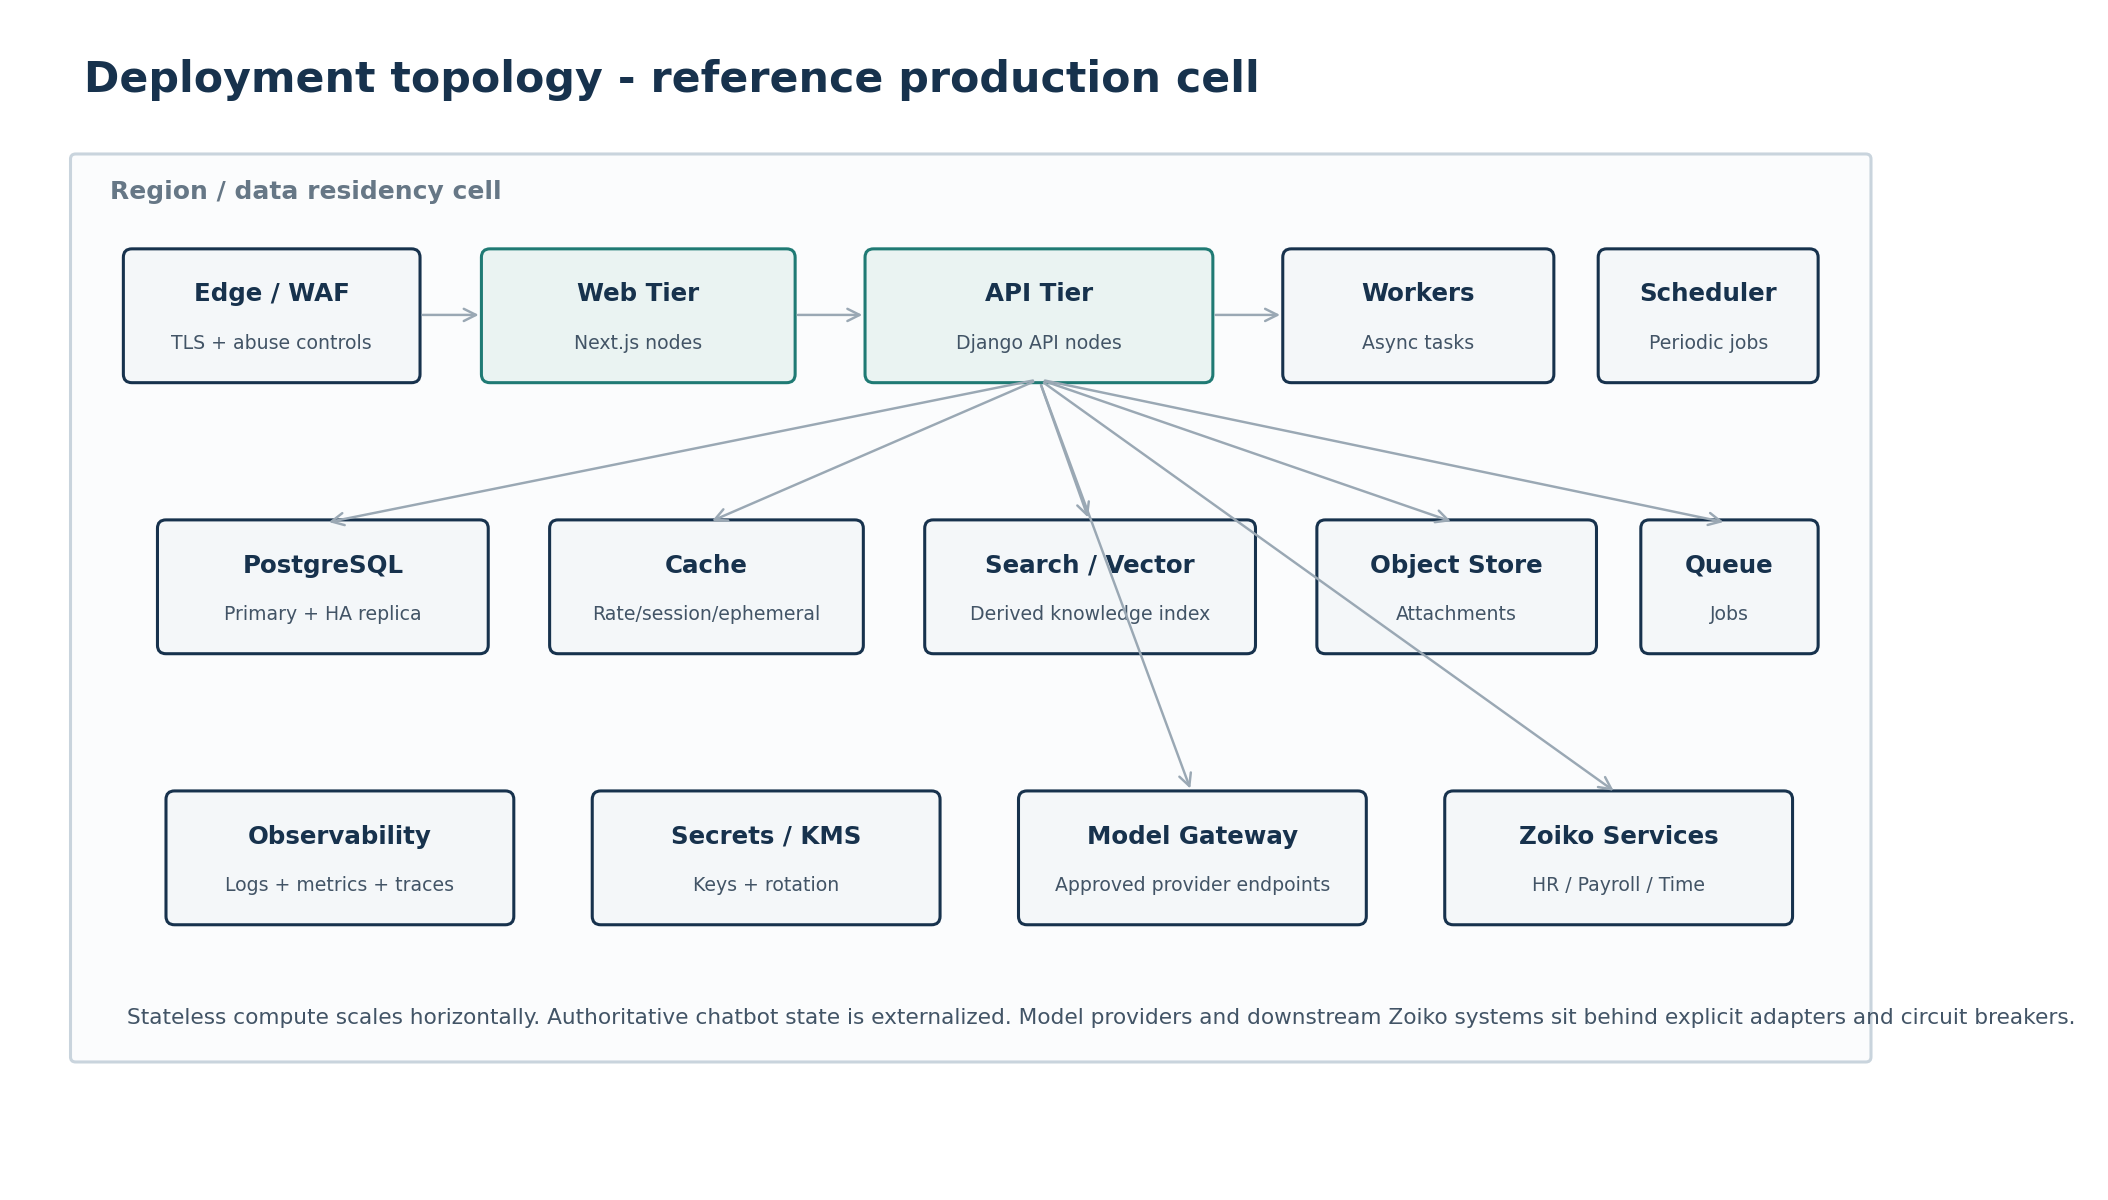 Deployment topology - reference production cell
Region / data residency cell
Edge / WAF
TLS + abuse controls
Web Tier
Next.js nodes
API Tier
Django API nodes
Workers
Async tasks
Scheduler
Periodic jobs
PostgreSQL
Primary + HA replica
Cache
Rate/session/ephemeral
Search / Vector
Derived knowledge index
Object Store
Attachments
Queue
Jobs
Observability
Logs + metrics + traces
Secrets / KMS
Keys + rotation
Model Gateway
Approved provider endpoints
Zoiko Services
HR / Payroll / Time
Stateless compute scales horizontally. Authoritative chatbot state is externalized. Model providers and downstream Zoiko systems sit behind explicit adapters and circuit breakers.